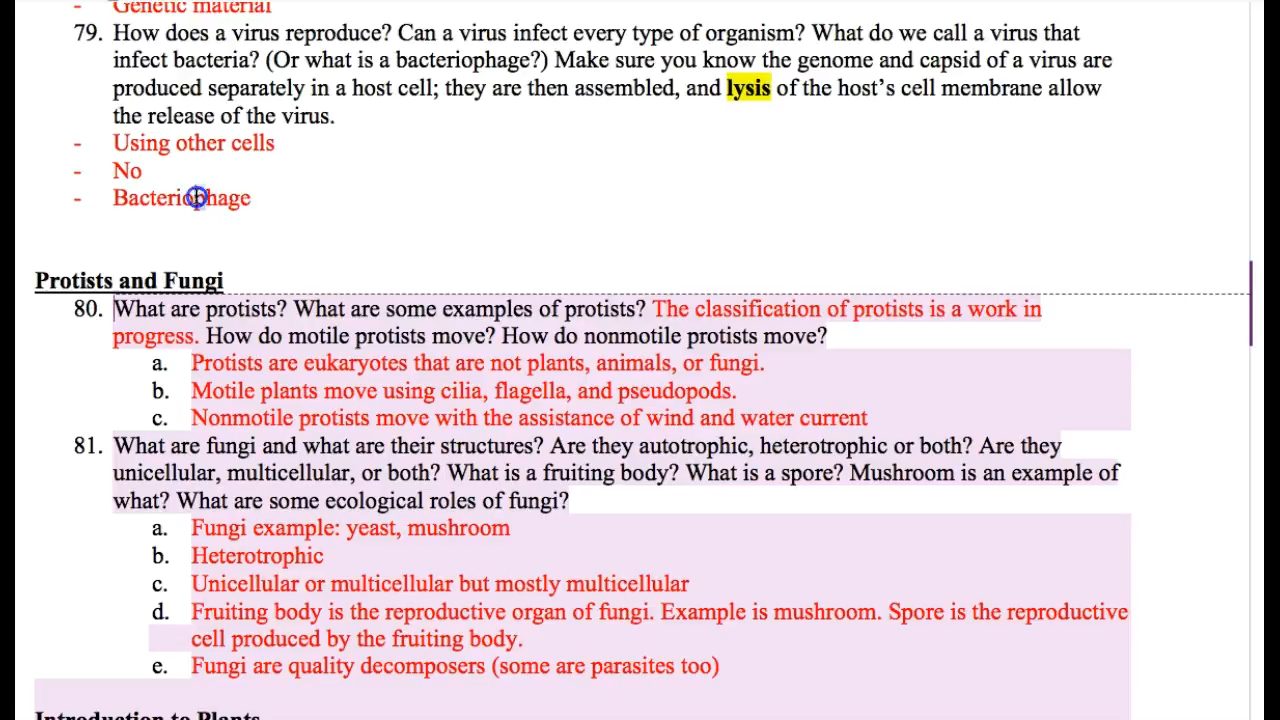 - Genetic material
79. How does a virus reproduce? Can a virus infect every type of organism? What do we call a virus that
infect bacteria? (Or what is a bacteriophage?) Make sure you know the genome and capsid of a virus are
produced separately in a host cell; they are then assembled, and lysis of the host's cell membrane allow
the release of the virus.
- Using other cells
- No
- Bacteriophage
Protists and Fungi
80. What are protists? What are some examples of protists? The classification of protists is a work in
progress. How do motile protists move? How do nonmotile protists move?
a. Protists are eukaryotes that are not plants, animals, or fungi.
b. Motile plants move using cilia, flagella, and pseudopods.
c. Nonmotile protists move with the assistance of wind and water current
81. What are fungi and what are their structures? Are they autotrophic, heterotrophic or both? Are they
unicellular, multicellular, or both? What is a fruiting body? What is a spore? Mushroom is an example of
what? What are some ecological roles of fungi?
a. Fungi example: yeast, mushroom
b. Heterotrophic
c. Unicellular or multicellular but mostly multicellular
d. Fruiting body is the reproductive organ of fungi. Example is mushroom. Spore is the reproductive
cell produced by the fruiting body.
e. Fungi are quality decomposers (some are parasites too)
Introduction to Plants